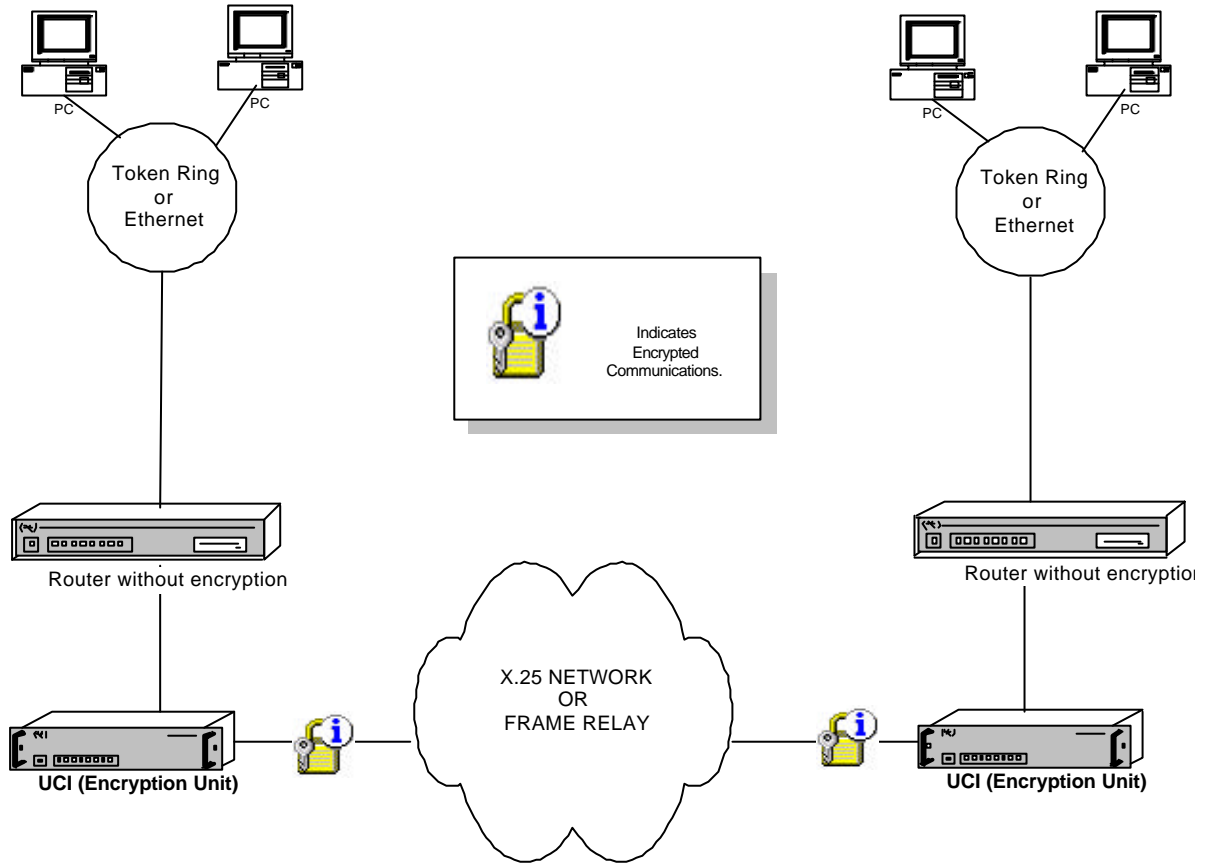 PC
PC
PC
PC
Token Ring
or
Ethernet
Token Ring
or
Ethernet
Indicates
Encrypted
Communications.
Router without encryption
Router without encryption
X.25 NETWORK
OR
FRAME RELAY
UCI (Encryption Unit)
UCI (Encryption Unit)